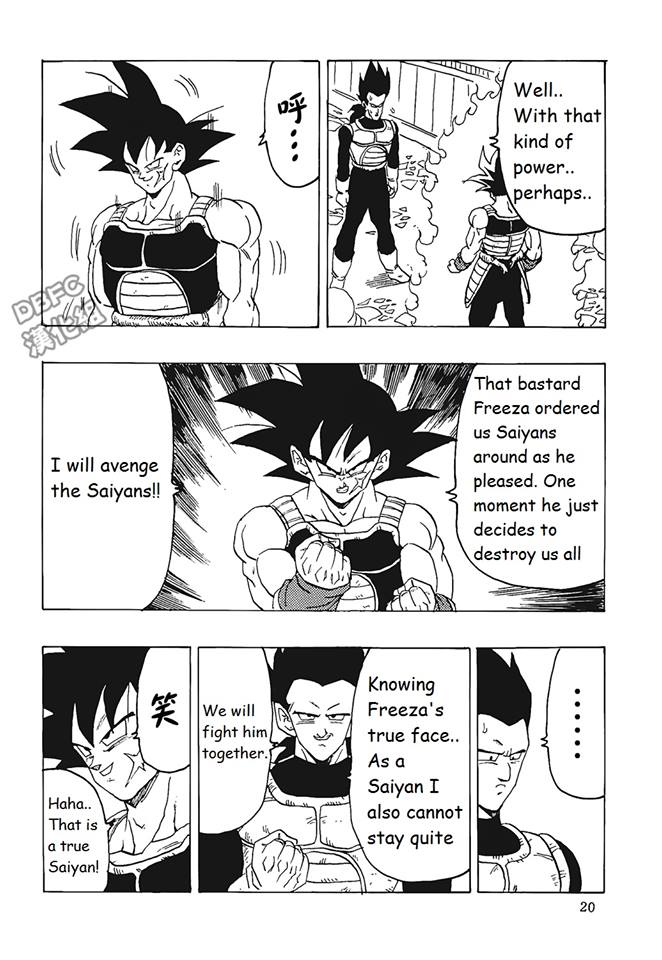 Well..
With that
kind of
power..
perhaps..
呼
⋮
That bastard
Freeza ordered
us Saiyans
around as he
pleased. One
moment he just
decides to
destroy us all
I will avenge
the Saiyans!!
......
Knowing
Freeza's
true face..
As a
Saiyan I
also cannot
stay quite
We will
fight him
together.
笑
Haha..
That is
a true
Saiyan!
DBFC
漢化組
20